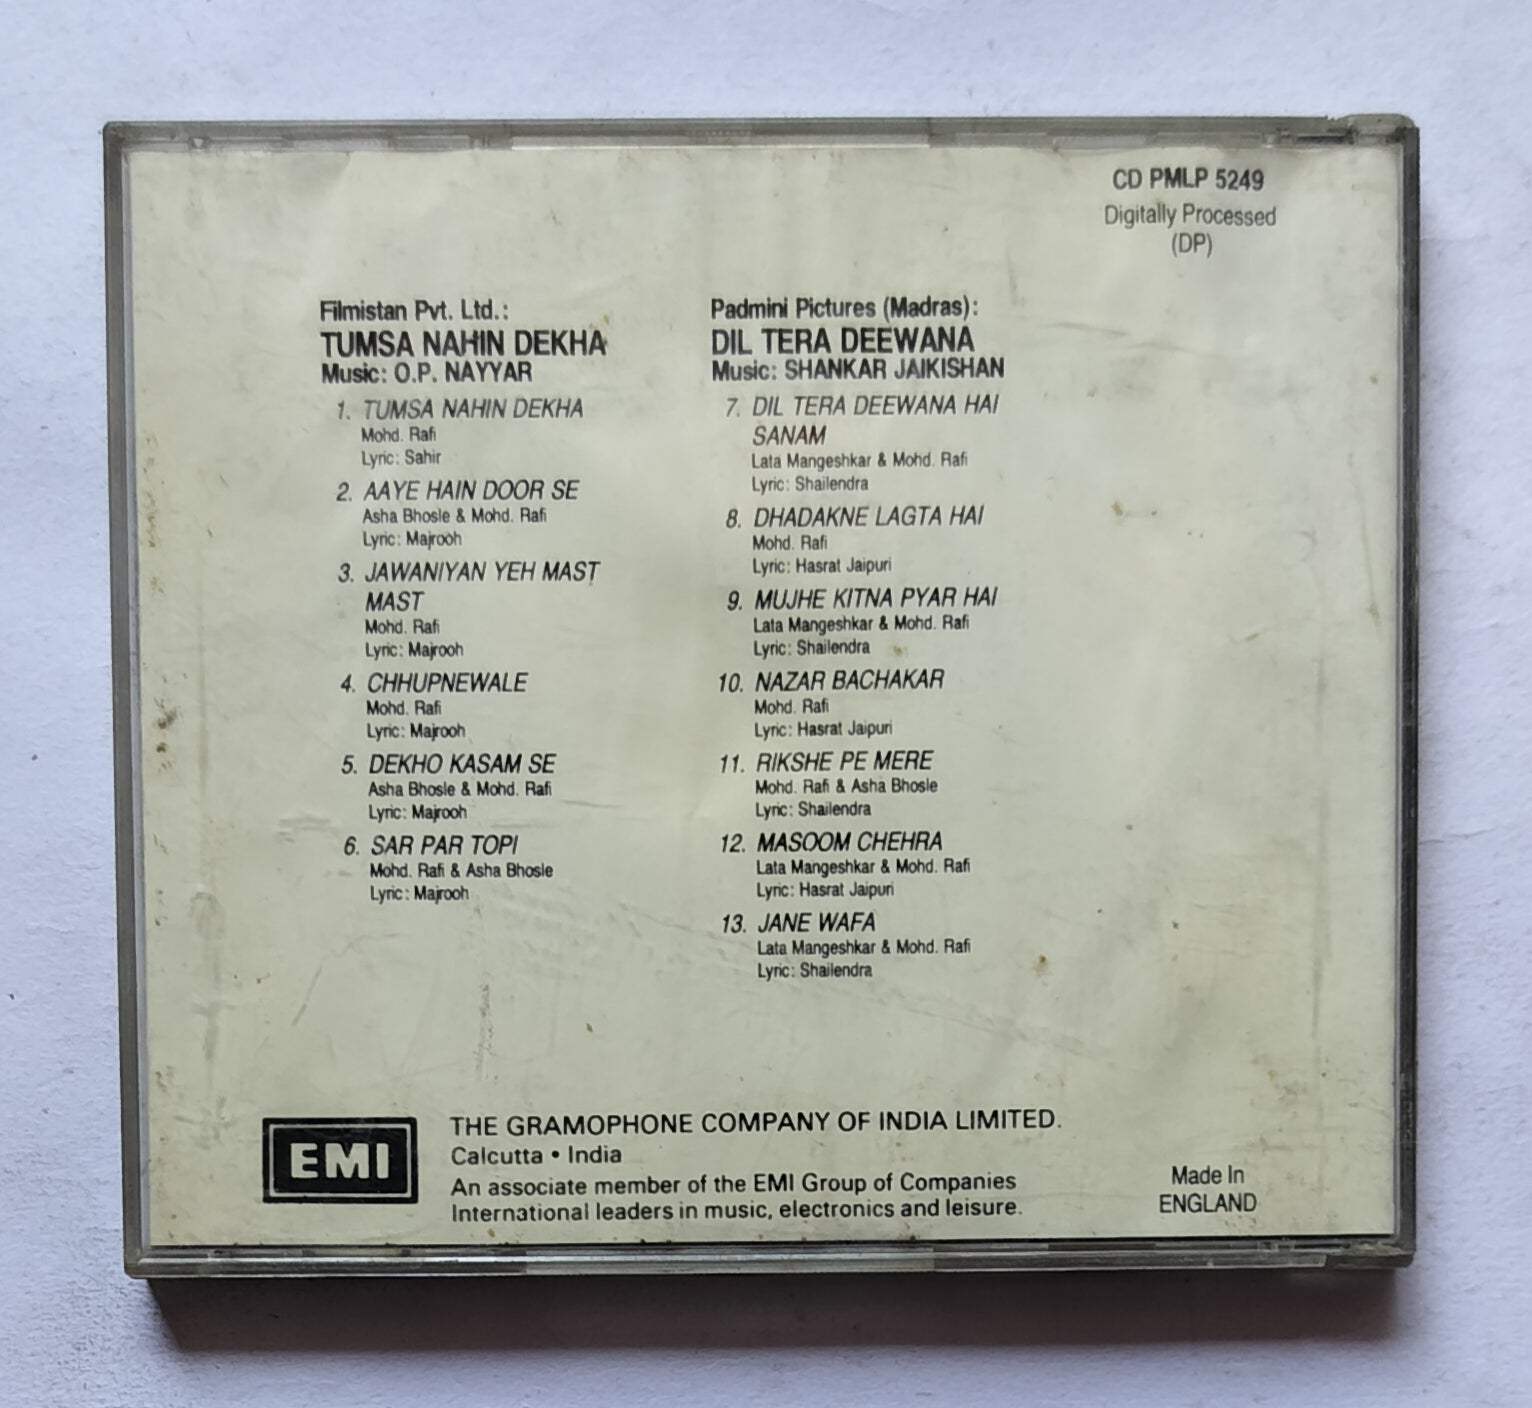 CD PMLP 5249
Digitally Processed
(DP)
Filmistan Pvt. Ltd.:
TUMSA NAHIN DEKHA
Music: O.P. NAYYAR
1. TUMSA NAHIN DEKHA
Mohd. Rafi
Lyric: Sahir
2. AAYE HAIN DOOR SE
Asha Bhosle & Mohd. Rafi
Lyric: Majrooh
3. JAWANIYAN YEH MAST
MAST
Mohd. Rafi
Lyric: Majrooh
4. CHHUPNEWALE
Mohd. Rafi
Lyric: Majrooh
5. DEKHO KASAM SE
Asha Bhosle & Mohd. Rafi
Lyric: Majrooh
6. SAR PAR TOPI
Mohd. Rafi & Asha Bhosle
Lyric: Majrooh
Padmini Pictures (Madras):
DIL TERA DEEWANA
Music: SHANKAR JAIKISHAN
7. DIL TERA DEEWANA HAI
SANAM
Lata Mangeshkar & Mohd. Rafi
Lyric: Shailendra
8. DHADAKNE LAGTA HAI
Mohd. Rafi
Lyric: Hasrat Jaipuri
9. MUJHE KITNA PYAR HAI
Lata Mangeshkar & Mohd. Rafi
Lyric: Shailendra
10. NAZAR BACHAKAR
Mohd. Rafi
Lyric: Hasrat Jaipuri
11. RIKSHE PE MERE
Mohd. Rafi & Asha Bhosle
Lyric: Shailendra
12. MASOOM CHEHRA
Lata Mangeshkar & Mohd. Rafi
Lyric: Hasrat Jaipuri
13. JANE WAFA
Lata Mangeshkar & Mohd. Rafi
Lyric: Shailendra
EMI
THE GRAMOPHONE COMPANY OF INDIA LIMITED.
Calcutta • India
An associate member of the EMI Group of Companies
International leaders in music, electronics and leisure.
Made In
ENGLAND